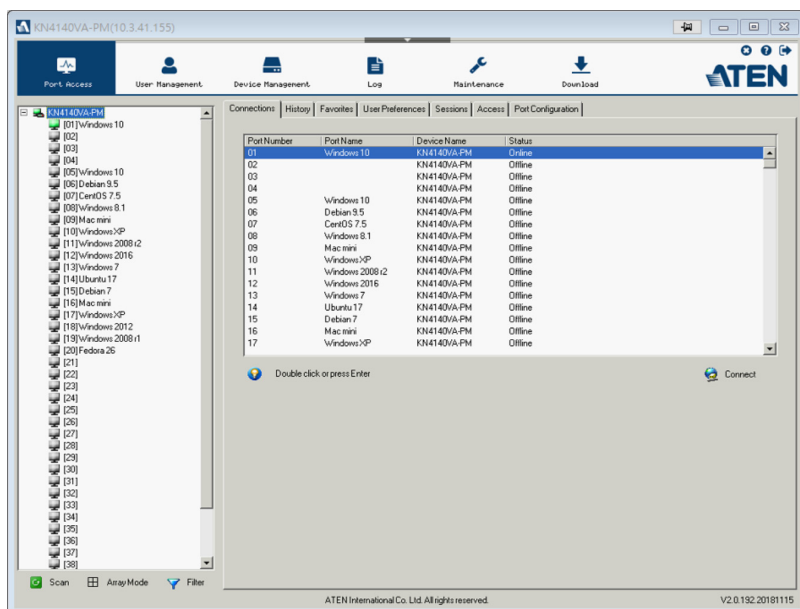 KN4140VA-PM(10.3.41.155)
Port Access
User Management
Device Management
Log
Maintenance
Download
ATEN
KN4140VA-PM
[01]Windows 10
[02]
[03]
[04]
[05]Windows 10
[06]Debian 9.5
[07]CentOS 7.5
[08]Windows 8.1
[09]Mac mini
[10]WindowsXP
[11]Windows 2008 r2
[12]Windows 2016
[13]Windows 7
[14]Ubuntu 17
[15]Debian 7
[16]Mac mini
[17]WindowsXP
[18]Windows 2012
[19]Windows 2008 r1
[20]Fedora 26
[21]
[22]
[23]
[24]
[25]
[26]
[27]
[28]
[29]
[30]
[31]
[32]
[33]
[34]
[35]
[36]
[37]
[38]
Scan Array Mode Filter
Connections History Favorites User Preferences Sessions Access Port Configuration
Port Number Port Name Device Name Status
01 Windows 10 KN4140VA-PM Online
02 KN4140VA-PM Offline
03 KN4140VA-PM Offline
04 KN4140VA-PM Offline
05 Windows 10 KN4140VA-PM Offline
06 Debian 9.5 KN4140VA-PM Offline
07 CentOS 7.5 KN4140VA-PM Offline
08 Windows 8.1 KN4140VA-PM Offline
09 Mac mini KN4140VA-PM Offline
10 WindowsXP KN4140VA-PM Offline
11 Windows 2008 r2 KN4140VA-PM Offline
12 Windows 2016 KN4140VA-PM Offline
13 Windows 7 KN4140VA-PM Offline
14 Ubuntu 17 KN4140VA-PM Offline
15 Debian 7 KN4140VA-PM Offline
16 Mac mini KN4140VA-PM Offline
17 WindowsXP KN4140VA-PM Offline
Double click or press Enter
Connect
ATEN International Co. Ltd. All rights reserved.
V2.0.192.20181115